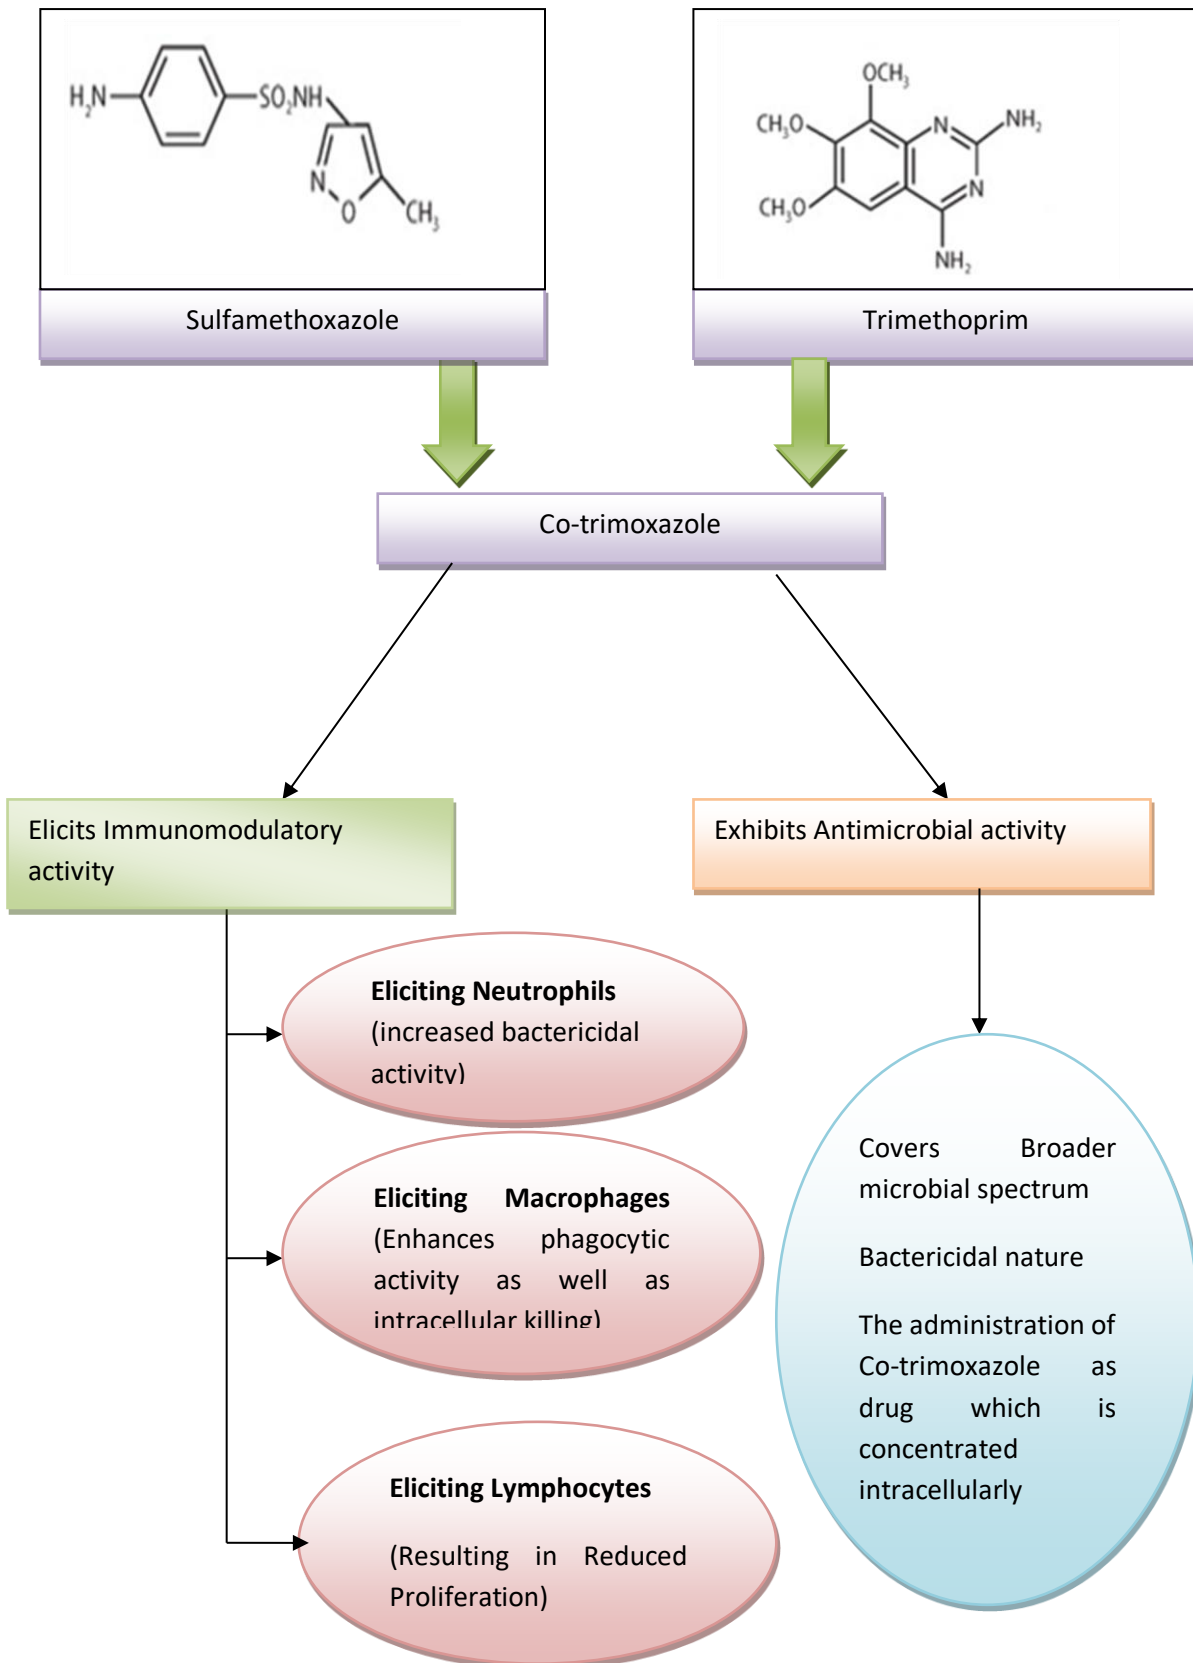 H₂N
SO₂NH
N
O
CH₃
OCH₃
CH₃O
CH₃O
N
NH₂
N
NH₂
Sulfamethoxazole
Trimethoprim
Co-trimoxazole
Elicits Immunomodulatory
activity
Exhibits Antimicrobial activity
Eliciting Neutrophils
(increased bactericidal
activity)
Eliciting Macrophages
(Enhances phagocytic
activity as well as
intracellular killing)
Eliciting Lymphocytes
(Resulting in Reduced
Proliferation)
Covers Broader
microbial spectrum
Bactericidal nature
The administration of
Co-trimoxazole as
drug which is
concentrated
intracellularly